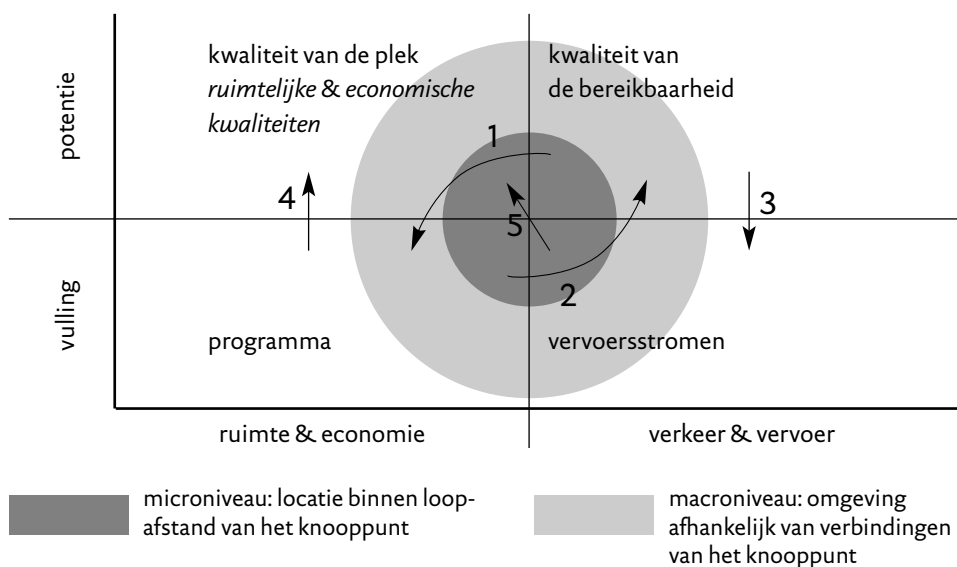 kwaliteit van de plek
ruimtelijke & economische
kwaliteiten
kwaliteit van
de bereikbaarheid
potentie
1
4
5
3
2
vulling
programma
vervoersstromen
ruimte & economie
verkeer & vervoer
microniveau: locatie binnen loop-
afstand van het knooppunt
macroniveau: omgeving
afhankelijk van verbindingen
van het knooppunt